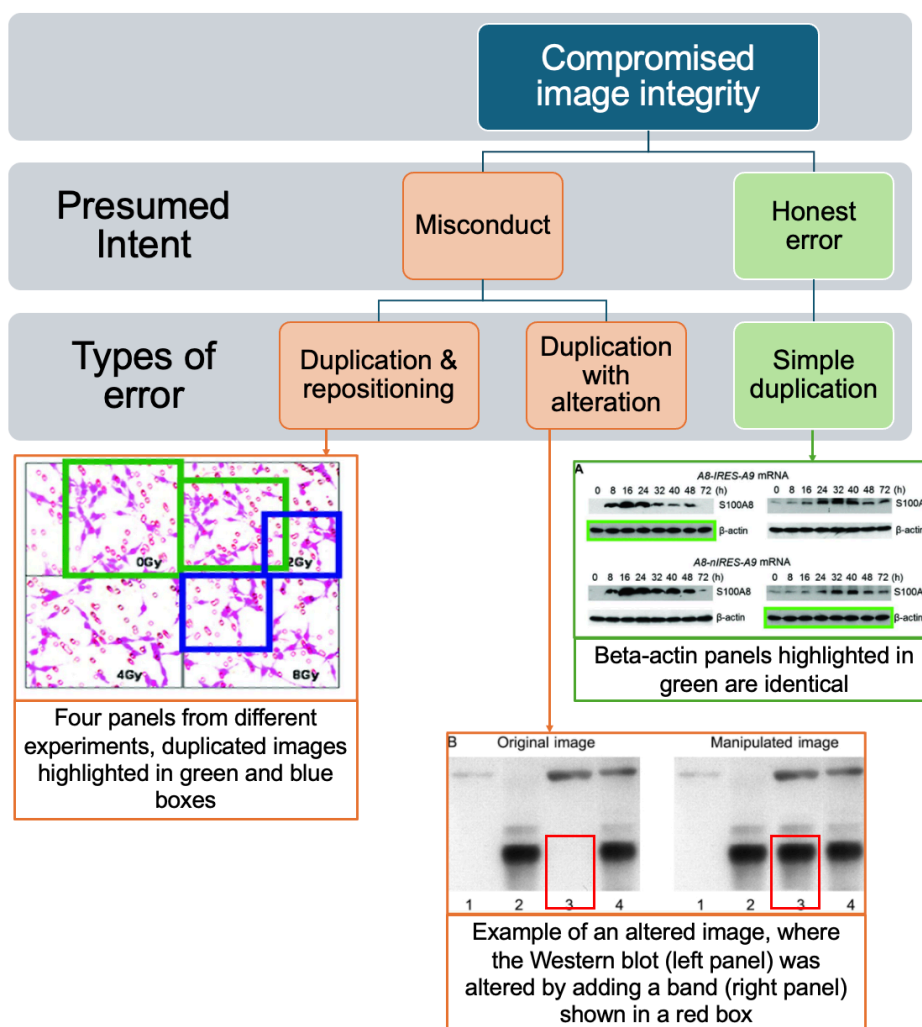 Compromised
image integrity
Presumed
Intent
Misconduct
Honest
error
Types of
error
Duplication &
repositioning
Duplication
with
alteration
Simple
duplication
0Gy
2Gy
4Gy
8Gy
Four panels from different
experiments, duplicated images
highlighted in green and blue
boxes
A
A8-IRES-A9 mRNA
0 8 16 24 32 40 48 72 (h)
0 8 16 24 32 40 48 72 (h)
S100A8
S100A
β-actin
β-actin
A8-nIRES-A9 mRNA
0 8 16 24 32 40 48 72 (h)
0 8 16 24 32 40 48 72 (h)
S100A8
S100A
β-actin
β-actin
Beta-actin panels highlighted in
green are identical
B
Original image
Manipulated image
1 2 3 4
1 2 3 4
Example of an altered image, where
the Western blot (left panel) was
altered by adding a band (right panel)
shown in a red box